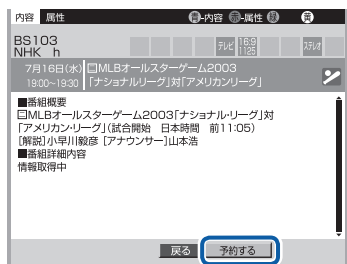 内容 属性 青-内容 赤-属性 緑 黄
BS103
NHK h
テレビ 16:9 1125 ステレオ
7月16日(水) MLBオールスターゲーム2003
19:00~19:30 「ナショナル・リーグ」対「アメリカン・リーグ」
■番組概要
MLBオールスターゲーム2003「ナショナル・リーグ」対
「アメリカン・リーグ」(試合開始 日本時間 前11:05)
[解説]小早川毅彦 [アナウンサー]山本浩
■番組詳細内容
情報取得中
戻る 予約する